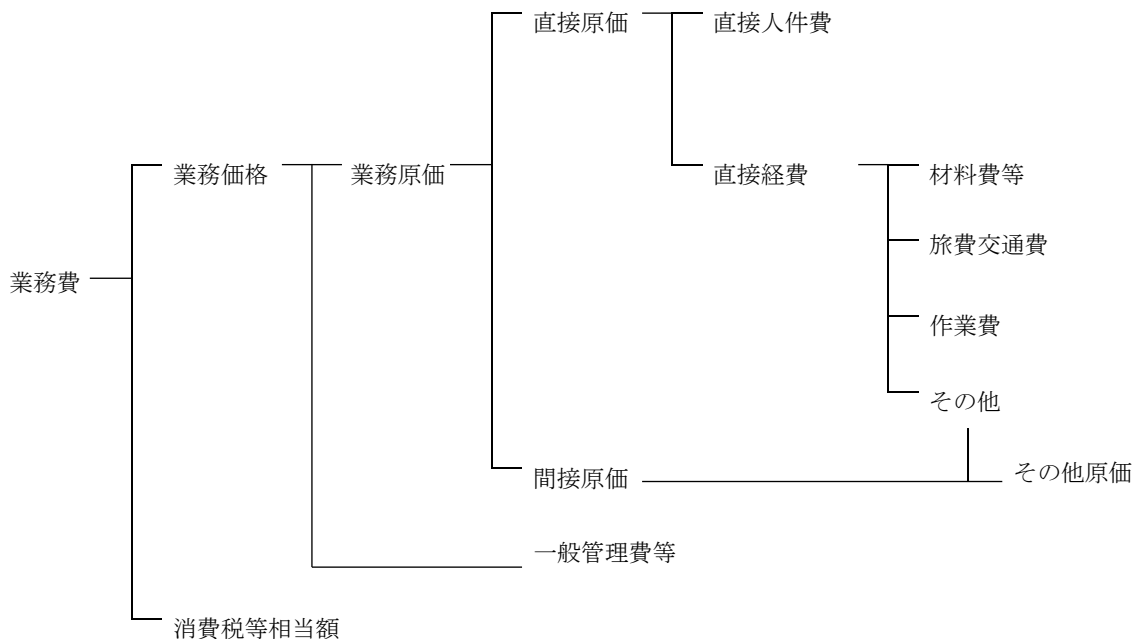 直接原価 直接人件費
業務価格 業務原価 直接経費 材料費等
旅費交通費
業務費
作業費
その他
間接原価 その他原価
一般管理費等
消費税等相当額